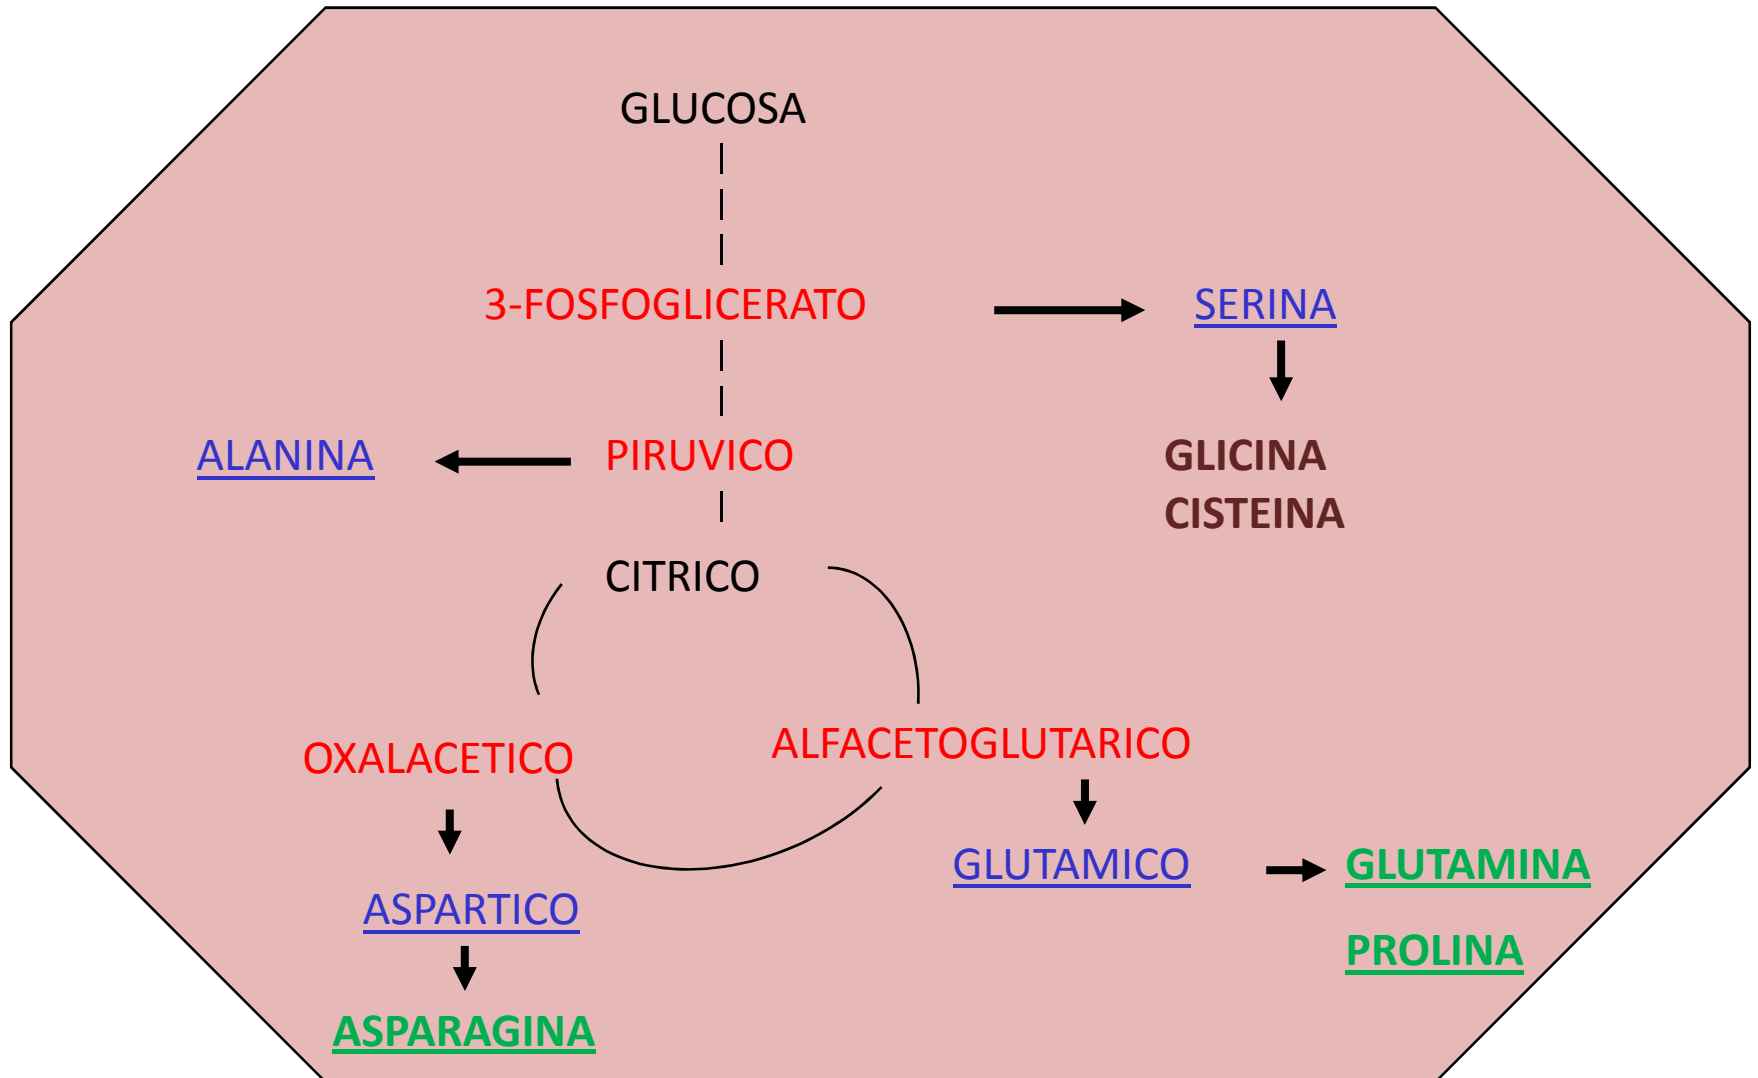 GLUCOSA
3-FOSFOGLICERATO
SERINA
ALANINA
PIRUVICO
GLICINA
CISTEINA
CITRICO
OXALACETICO
ALFACETOGLUTARICO
GLUTAMICO
GLUTAMINA
ASPARTICO
PROLINA
ASPARAGINA